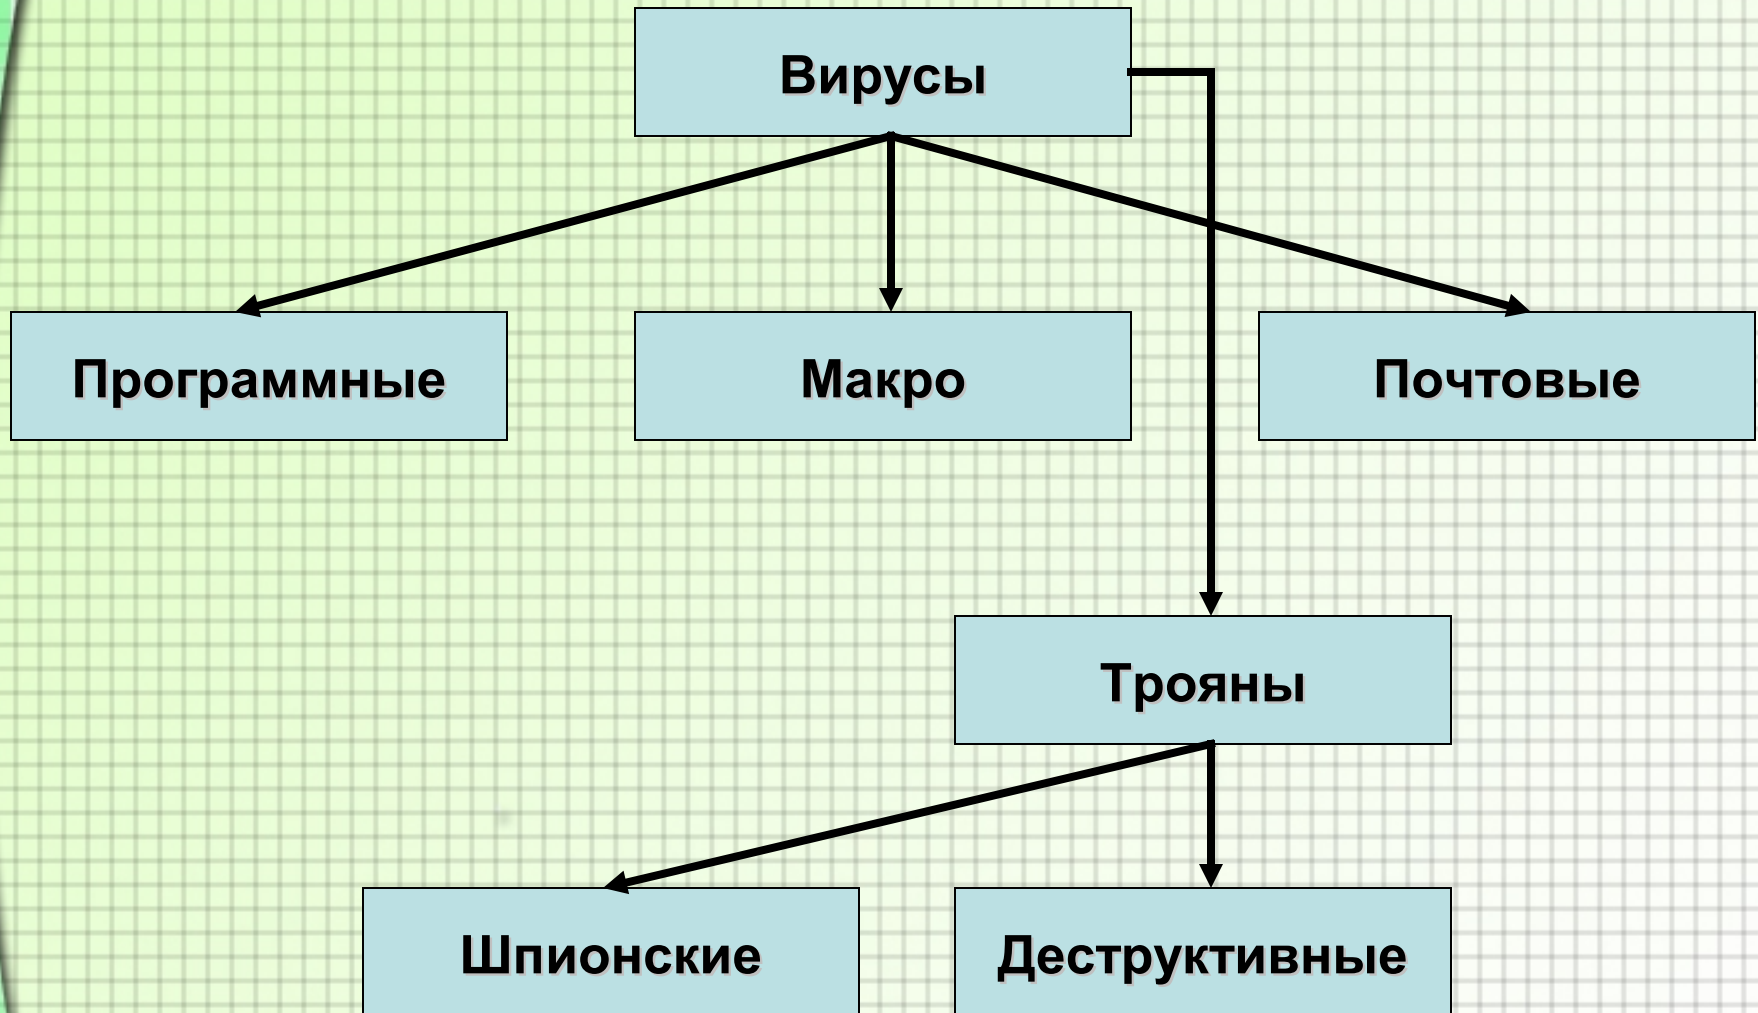 Вирусы
Программные
Макро
Почтовые
Трояны
Шпионские
Деструктивные